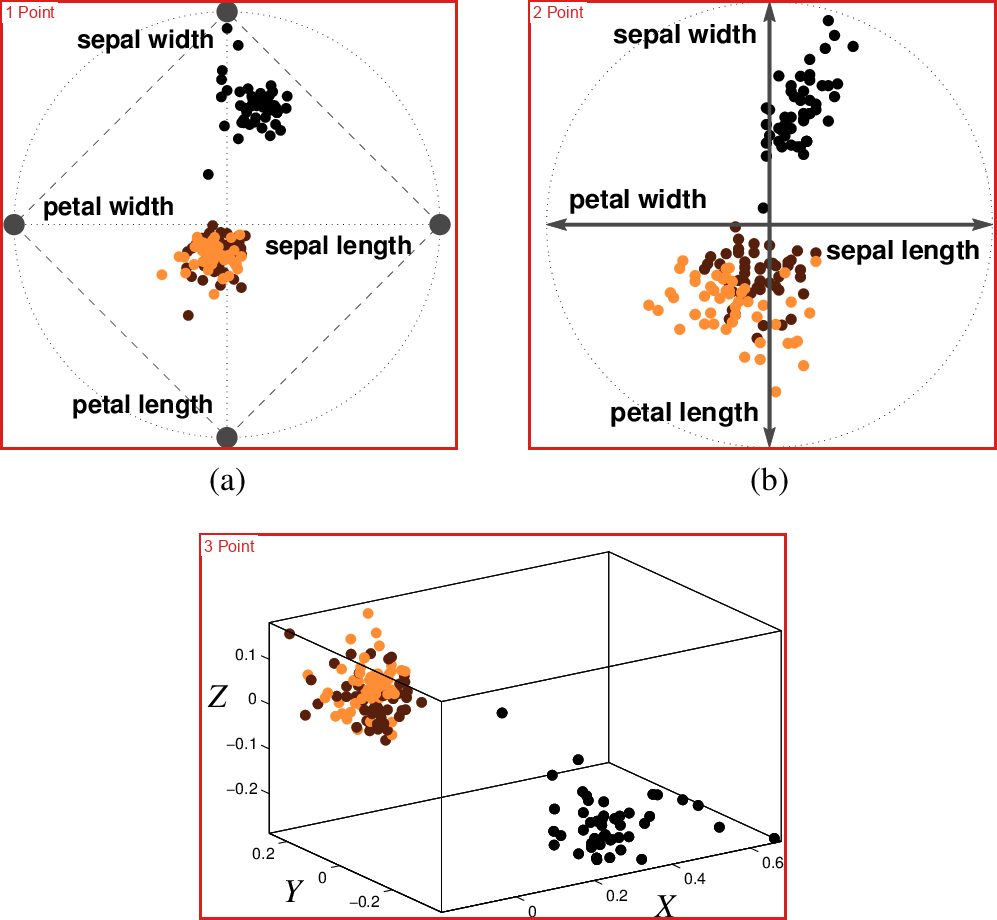 1 Point
sepal width
petal width
sepal length
petal length
(a)
2 Point
sepal width
petal width
sepal length
petal length
(b)
3 Point
Z
0.1
0
−0.1
−0.2
0.2
0
−0.2
Y
0
0.2
0.4
0.6
X